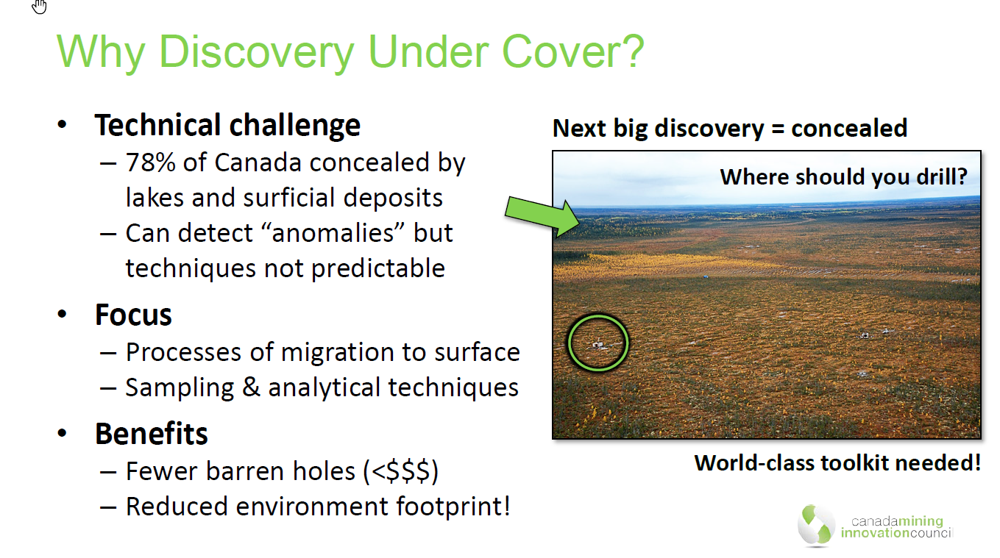 Why Discovery Under Cover?
• Technical challenge
– 78% of Canada concealed by
lakes and surficial deposits
– Can detect “anomalies” but
techniques not predictable
• Focus
– Processes of migration to surface
– Sampling & analytical techniques
• Benefits
– Fewer barren holes (<$$$)
– Reduced environment footprint!
Next big discovery = concealed
Where should you drill?
World-class toolkit needed!
canadamining
innovationcouncil